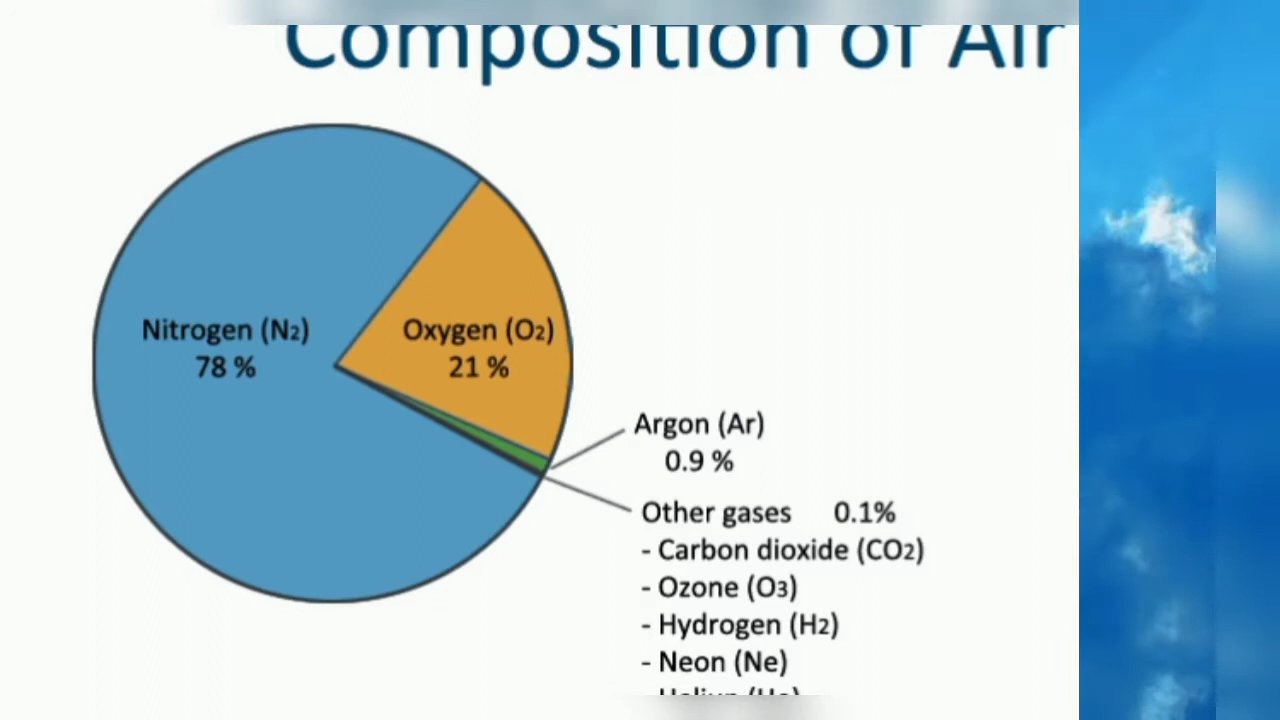 Composition of Air
Nitrogen (N2)
78 %
Oxygen (O2)
21 %
Argon (Ar)
0.9 %
Other gases 0.1%
- Carbon dioxide (CO2)
- Ozone (O3)
- Hydrogen (H2)
- Neon (Ne)